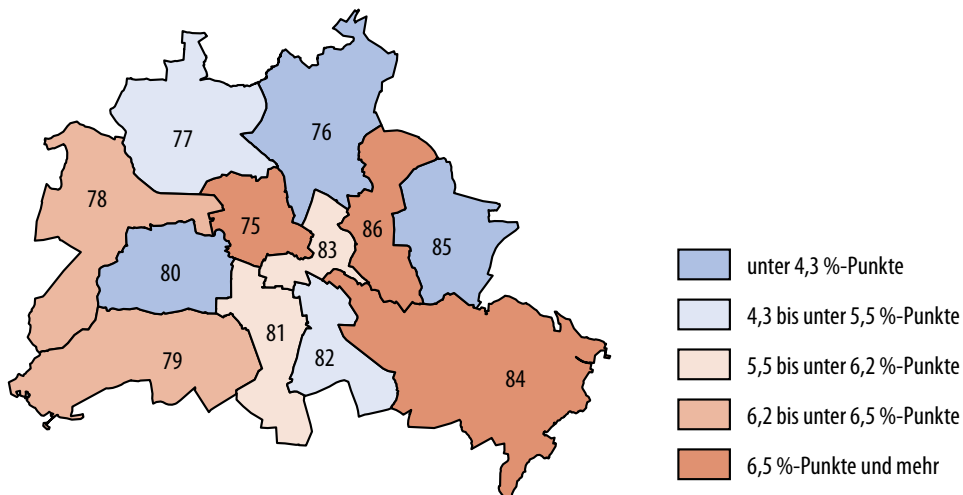 76
77
78
75
86
83
85
80
81
82
79
84
unter 4,3 %-Punkte
4,3 bis unter 5,5 %-Punkte
5,5 bis unter 6,2 %-Punkte
6,2 bis unter 6,5 %-Punkte
6,5 %-Punkte und mehr